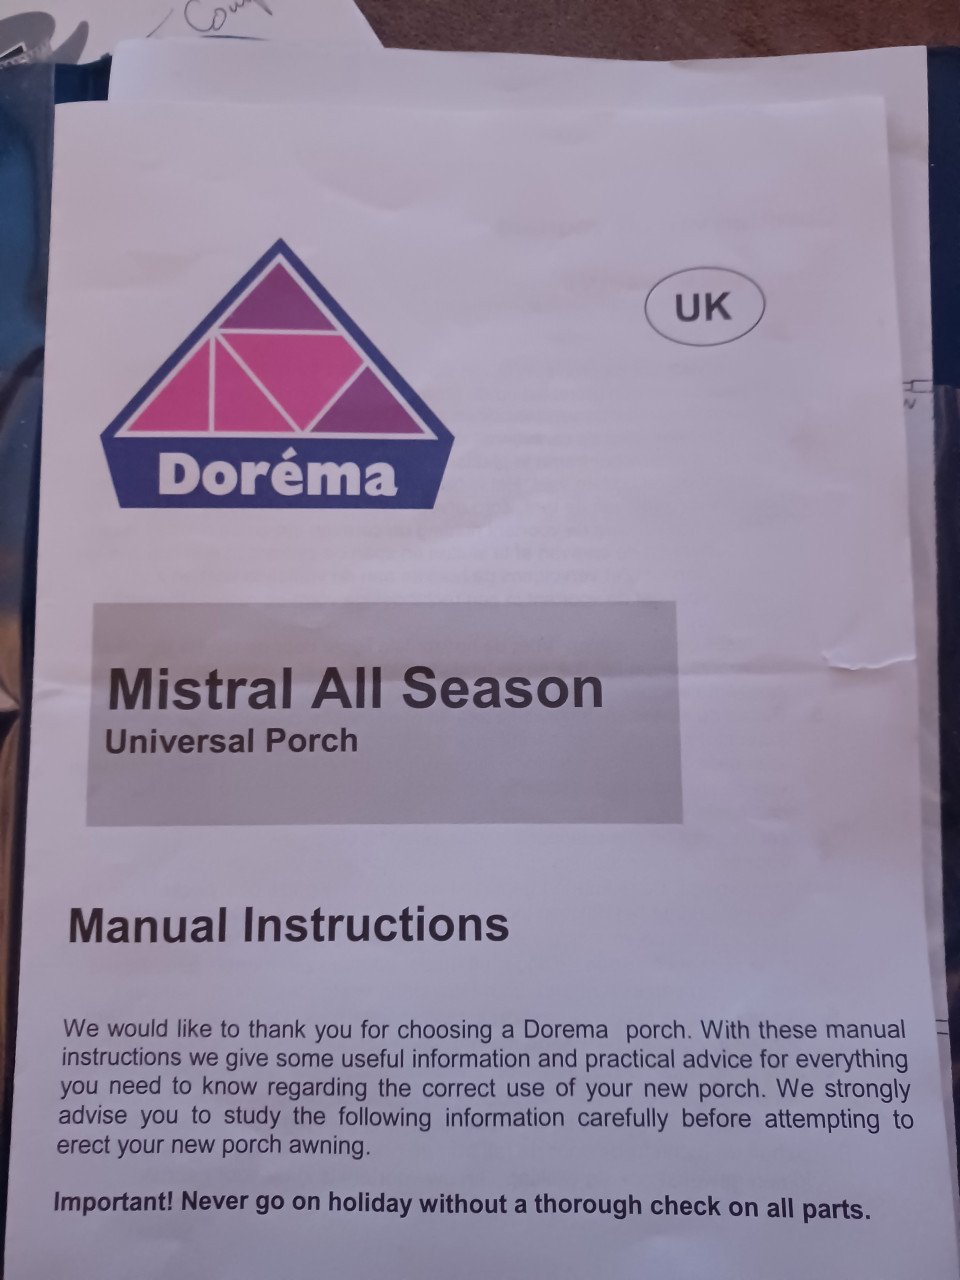 UK
Doréma
Mistral All Season
Universal Porch
Manual Instructions
We would like to thank you for choosing a Dorema porch. With these manual
instructions we give some useful information and practical advice for everything
you need to know regarding the correct use of your new porch. We strongly
advise you to study the following information carefully before attempting to
erect your new porch awning.
Important! Never go on holiday without a thorough check on all parts.